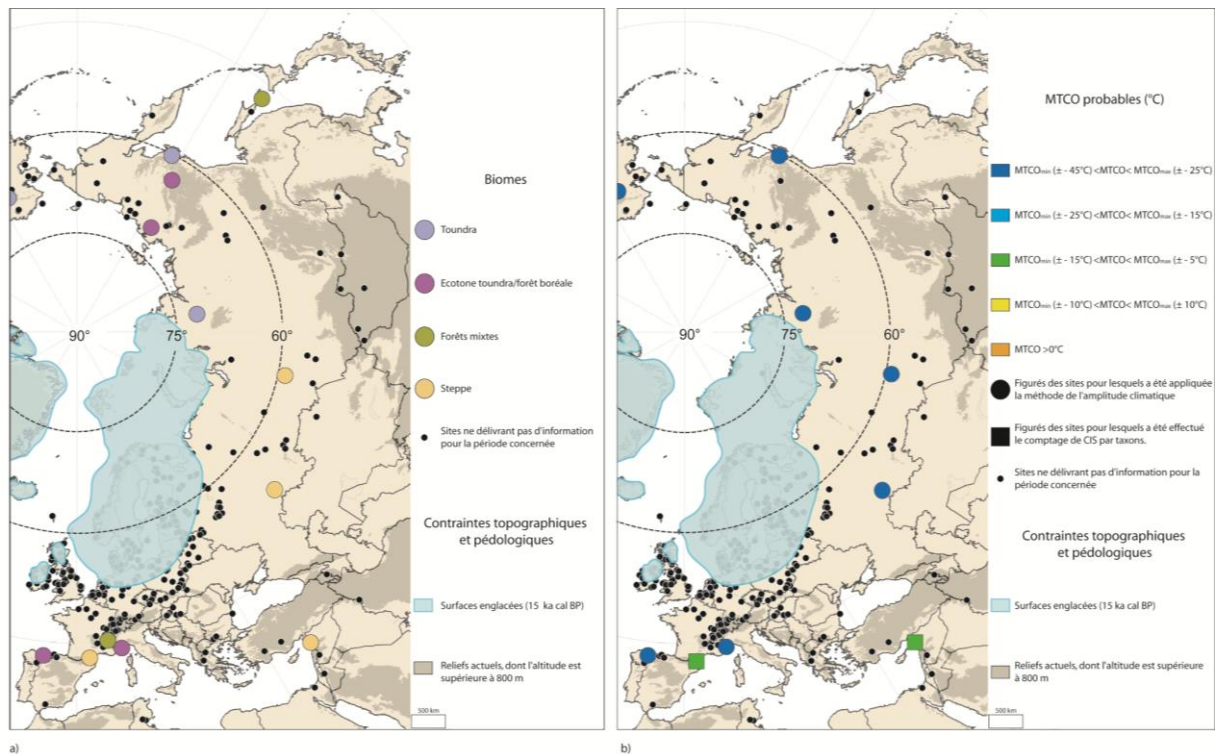 Biomes
Toundra
Ecotone toundra/forêt boréale
Forêts mixtes
Steppe
Sites ne délivrant pas d'information
pour la période concernée
Contraintes topographiques
et pédologiques
Surfaces englacées (15 ka cal BP)
Reliefs actuels, dont l'altitude est
supérieure à 800 m
500 km
90°
75°
60°
a)
MTCO probables (°C)
MTCOmin (± - 45°C) <MTCO< MTCOmax (± - 25°C)
MTCOmin (± - 25°C) <MTCO< MTCOmax (± - 15°C)
MTCOmin (± - 15°C) <MTCO< MTCOmax (± - 5°C)
MTCOmin (± - 10°C) <MTCO< MTCOmax (± 10°C)
MTCO >0°C
Figurés des sites pour lesquels a été appliquée
la méthode de l'amplitude climatique
Figurés des sites pour lesquels a été effectué
le comptage de CIS par taxons.
Sites ne délivrant pas d'information pour la
période concernée
Contraintes topographiques
et pédologiques
Surfaces englacées (15 ka cal BP)
Reliefs actuels, dont l'altitude est supérieure
à 800 m
500 km
90°
75°
60°
b)